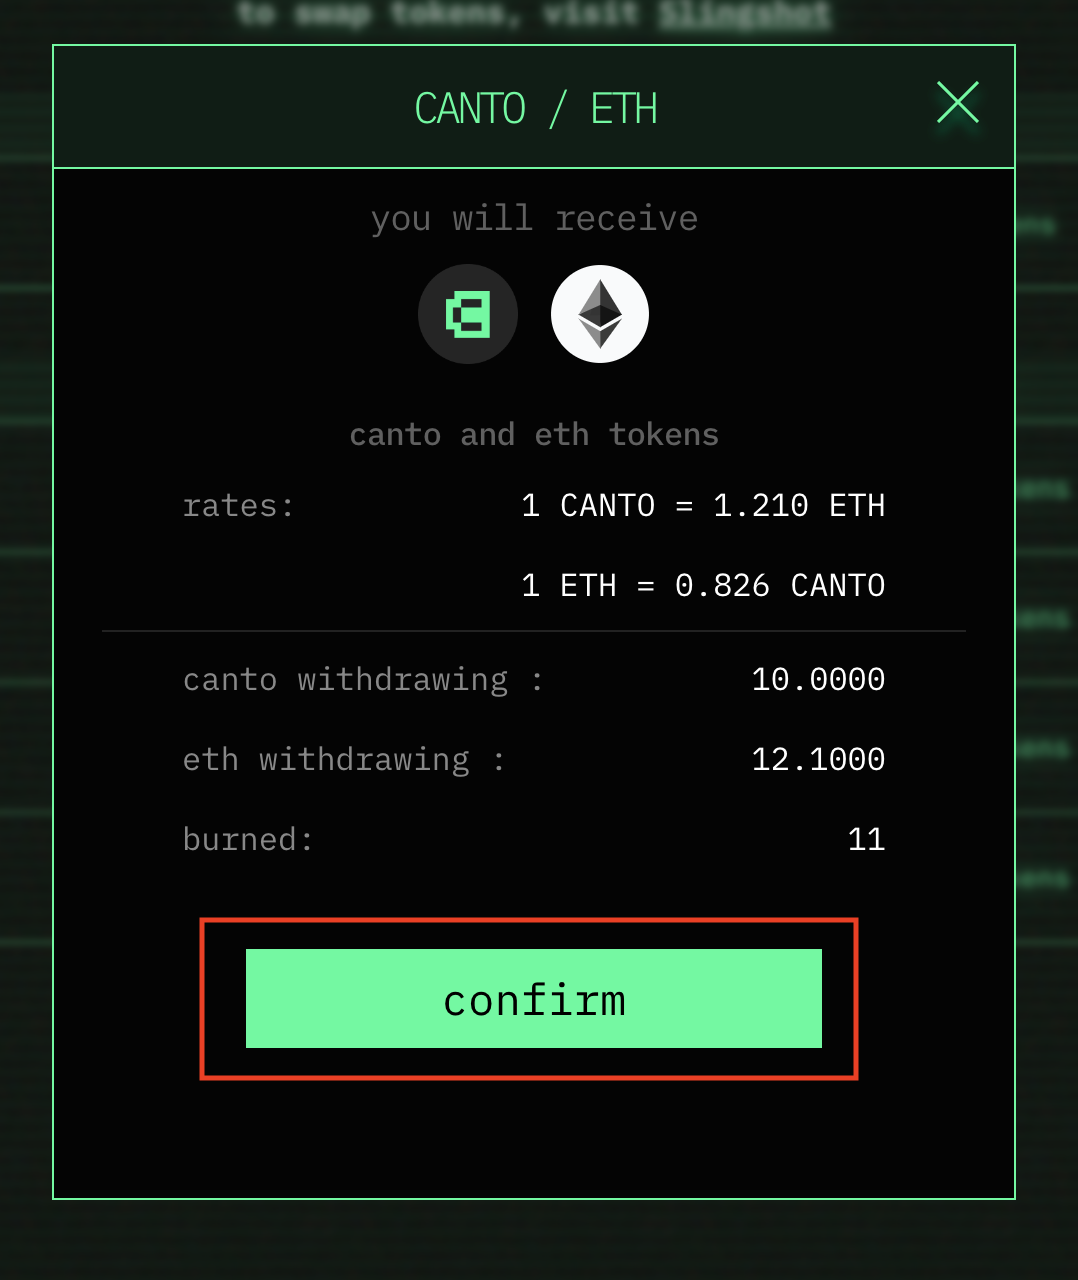 to swap tokens, visit Slingshot
CANTO / ETH
you will receive
canto and eth tokens
rates: 1 CANTO = 1.210 ETH
1 ETH = 0.826 CANTO
canto withdrawing : 10.0000
eth withdrawing : 12.1000
burned: 11
confirm